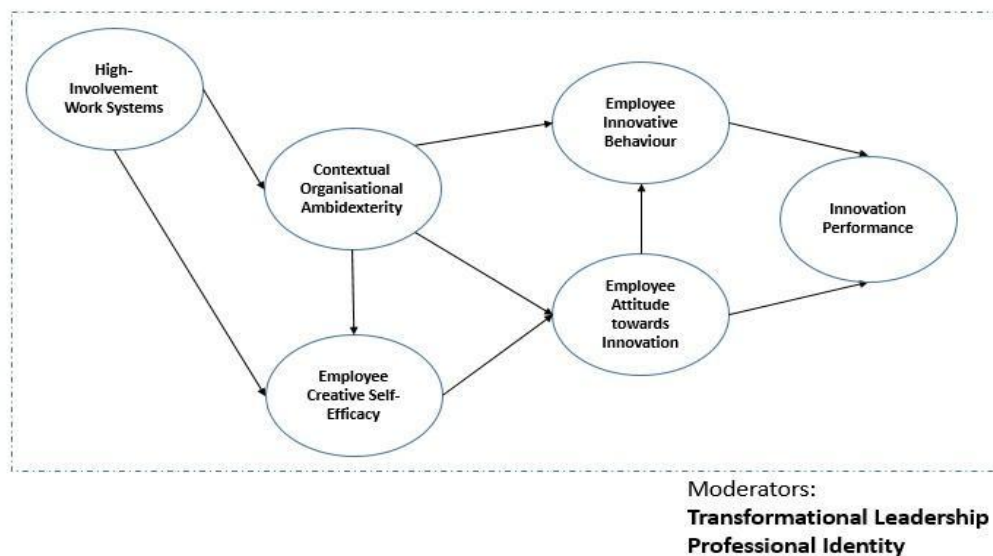 High-
Involvement
Work Systems
Contextual
Organisational
Ambidexterity
Employee
Creative Self-
Efficacy
Employee
Innovative
Behaviour
Employee
Attitude
towards
Innovation
Innovation
Performance
Moderators:
Transformational Leadership
Professional Identity